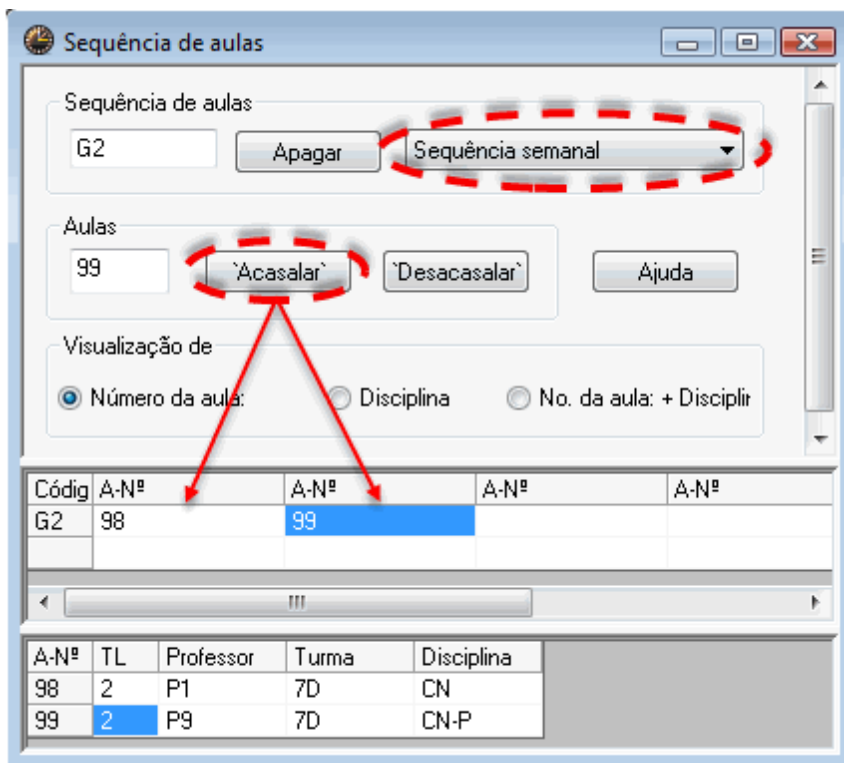 Sequência de aulas
Sequência de aulas
G2 Apagar Sequência semanal
Aulas
99 `Acasalar` `Desacasalar` Ajuda
Visualização de
Número da aula: Disciplina No. da aula: + Disciplin
Códig A-Nº A-Nº A-Nº A-Nº
G2 98 99
A-Nº TL Professor Turma Disciplina
98 2 P1 7D CN
99 2 P9 7D CN-P